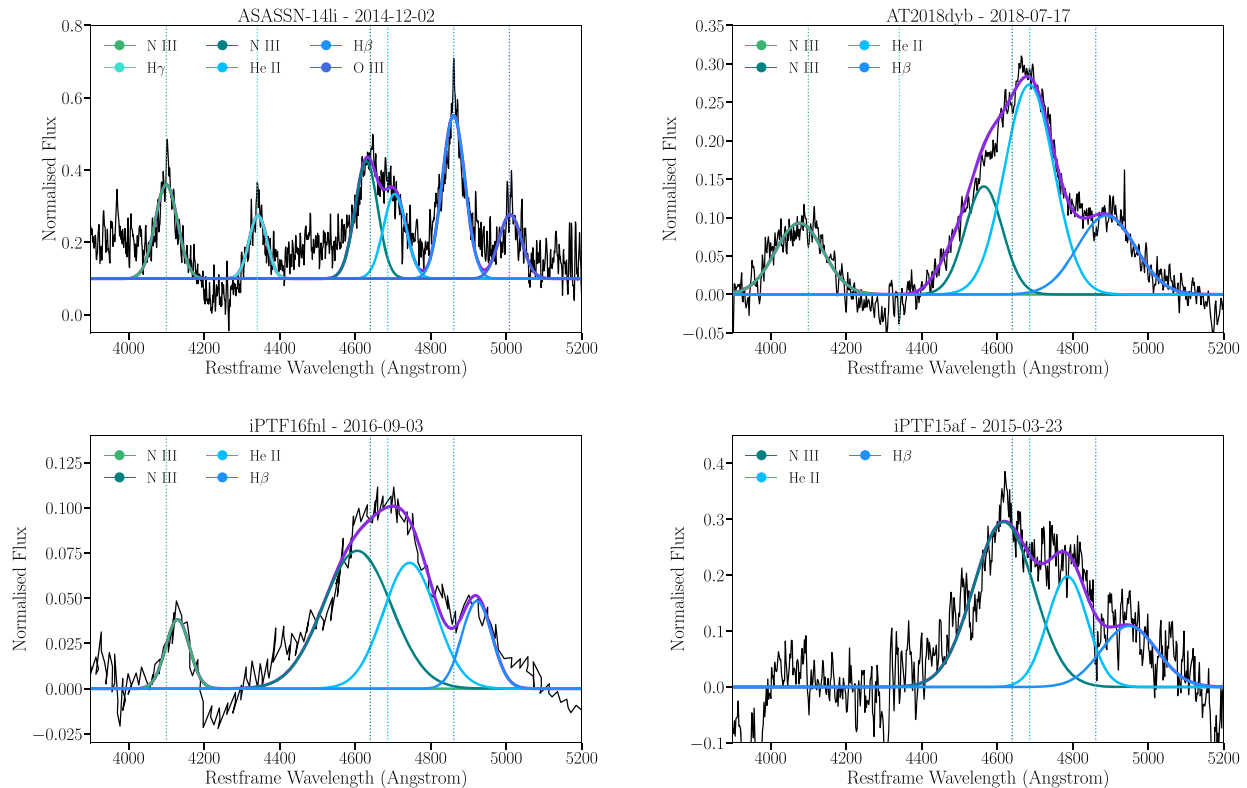 ASASSN-14li - 2014-12-02
N III
N III
Hβ
Hγ
He II
O III
0.8
0.6
0.4
0.2
0.0
Normalised Flux
4000 4200 4400 4600 4800 5000 5200
Restframe Wavelength (Angstrom)
AT2018dyb - 2018-07-17
N III
He II
N III
Hβ
0.35
0.30
0.25
0.20
0.15
0.10
0.05
0.00
−0.05
Normalised Flux
4000 4200 4400 4600 4800 5000 5200
Restframe Wavelength (Angstrom)
iPTF16fnl - 2016-09-03
N III
He II
N III
Hβ
0.125
0.100
0.075
0.050
0.025
0.000
−0.025
Normalised Flux
4000 4200 4400 4600 4800 5000 5200
Restframe Wavelength (Angstrom)
iPTF15af - 2015-03-23
N III
Hβ
He II
0.4
0.3
0.2
0.1
0.0
−0.1
Normalised Flux
4000 4200 4400 4600 4800 5000 5200
Restframe Wavelength (Angstrom)